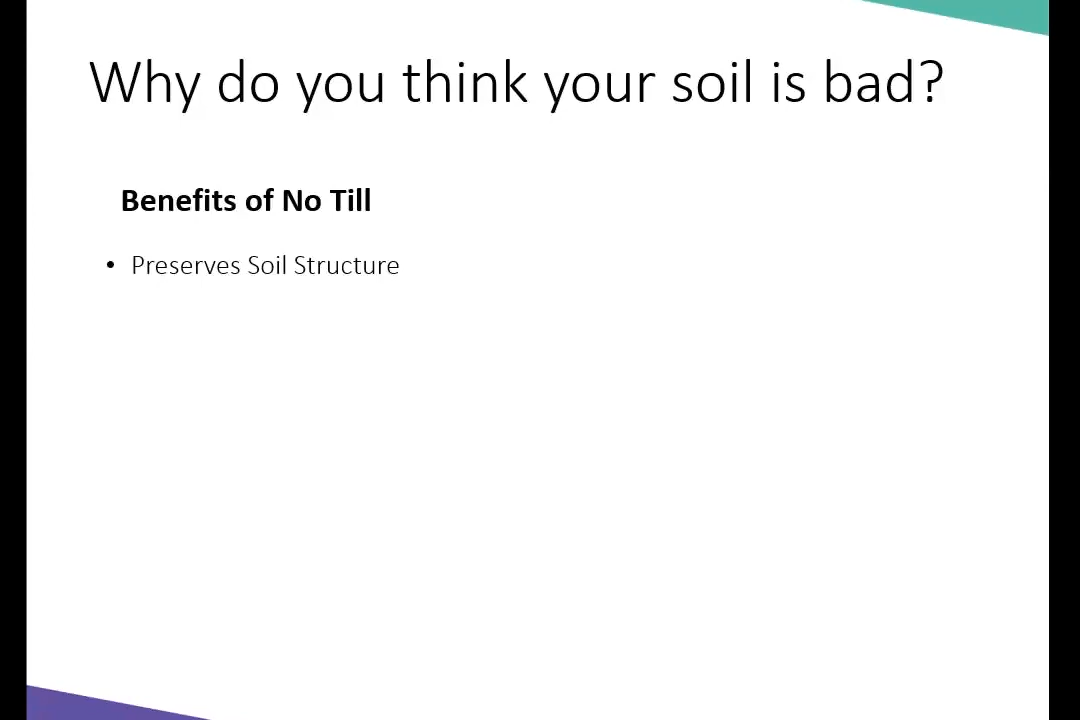 Why do you think your soil is bad?
Benefits of No Till
• Preserves Soil Structure